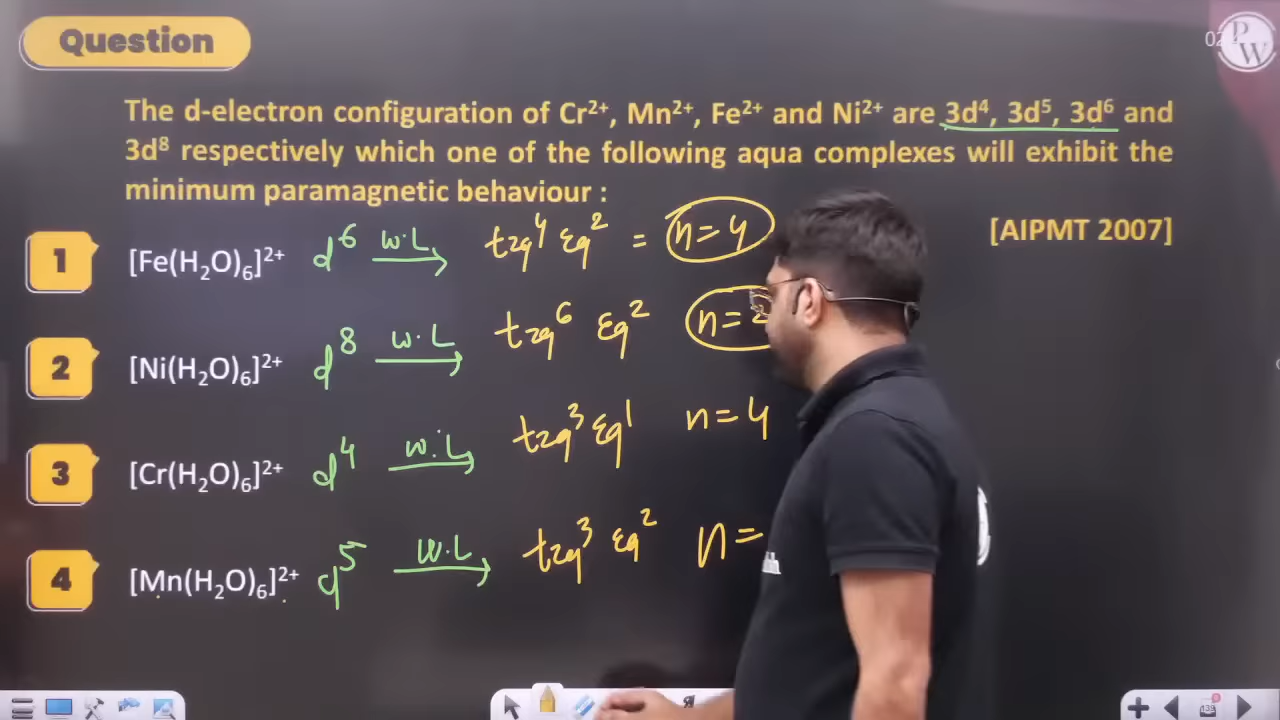 Question
The d-electron configuration of Cr²⁺, Mn²⁺, Fe²⁺ and Ni²⁺ are 3d⁴, 3d⁵, 3d⁶ and
3d⁸ respectively which one of the following aqua complexes will exhibit the
minimum paramagnetic behaviour :
[AIPMT 2007]
1 [Fe(H₂O)₆]²⁺ d⁶ W.L t2g⁴ eg² = n=4
2 [Ni(H₂O)₆]²⁺ d⁸ W.L t2g⁶ eg² n=2
3 [Cr(H₂O)₆]²⁺ d⁴ W.L t2g³ eg¹ n=4
4 [Mn(H₂O)₆]²⁺ d⁵ W.L t2g³ eg² n=
PW
139